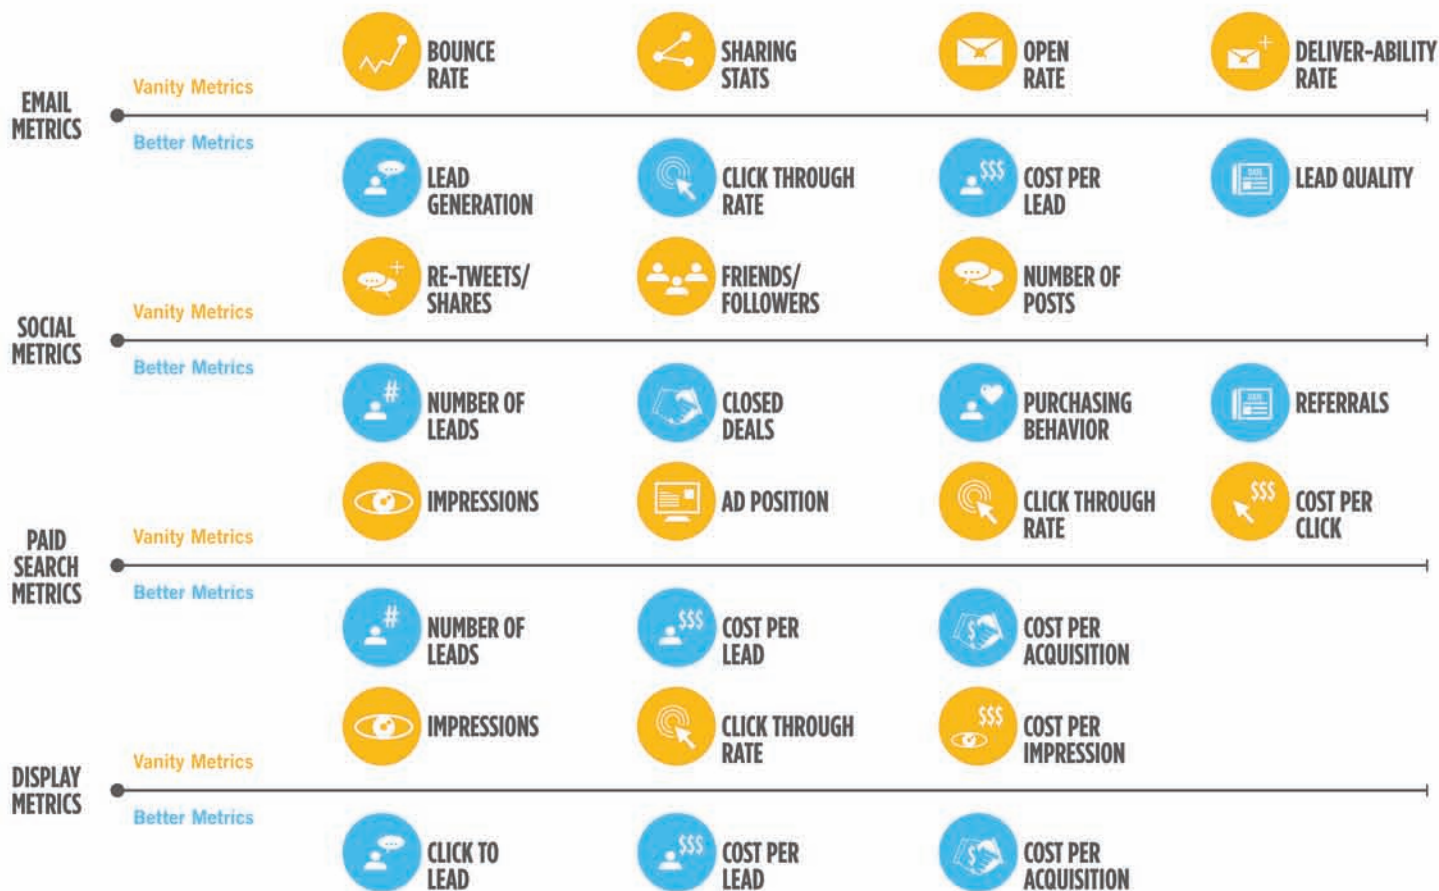 BOUNCE
RATE
SHARING
STATS
OPEN
RATE
DELIVER-ABILITY
RATE
EMAIL
METRICS
Vanity Metrics
Better Metrics
LEAD
GENERATION
CLICK THROUGH
RATE
$$$
COST PER
LEAD
LEAD QUALITY
RE-TWEETS/
SHARES
FRIENDS/
FOLLOWERS
NUMBER OF
POSTS
SOCIAL
METRICS
Vanity Metrics
Better Metrics
#
NUMBER OF
LEADS
CLOSED
DEALS
PURCHASING
BEHAVIOR
REFERRALS
IMPRESSIONS
AD POSITION
CLICK THROUGH
RATE
$$$
COST PER
CLICK
PAID
SEARCH
METRICS
Vanity Metrics
Better Metrics
#
NUMBER OF
LEADS
$$$
COST PER
LEAD
$
COST PER
ACQUISITION
IMPRESSIONS
CLICK THROUGH
RATE
$$$
COST PER
IMPRESSION
DISPLAY
METRICS
Vanity Metrics
Better Metrics
CLICK TO
LEAD
$$$
COST PER
LEAD
$
COST PER
ACQUISITION